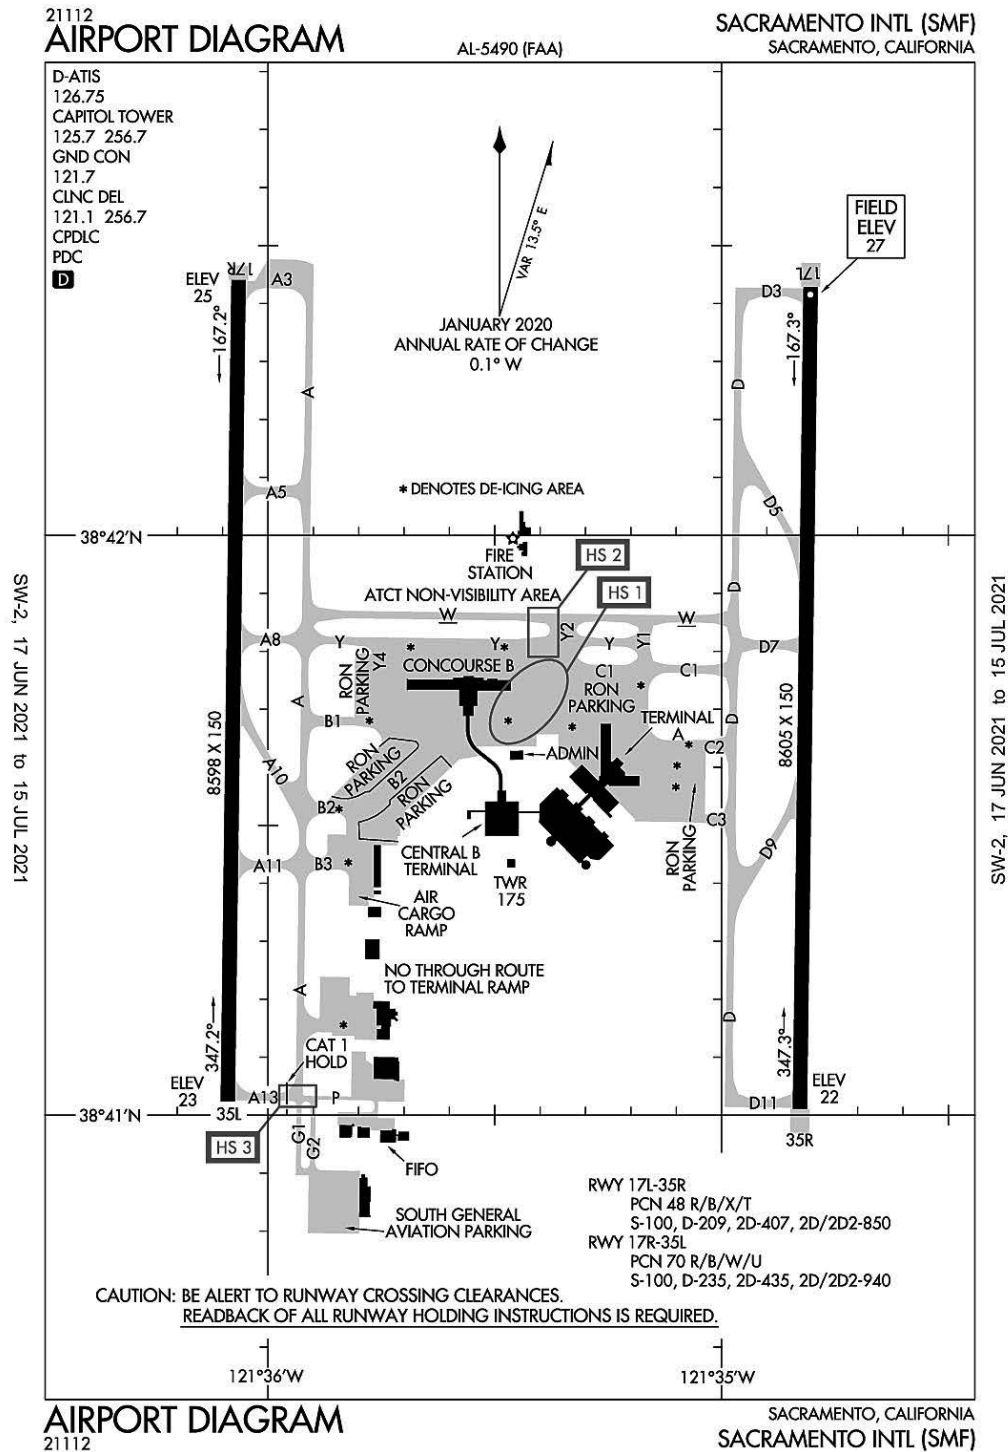 21112
AIRPORT DIAGRAM
AL-5490 (FAA)
SACRAMENTO INTL (SMF)
SACRAMENTO, CALIFORNIA
D-ATIS
126.75
CAPITOL TOWER
125.7 256.7
GND CON
121.7
CLNC DEL
121.1 256.7
CPDLC
PDC
D
VAR 13.5° E
JANUARY 2020
ANNUAL RATE OF CHANGE
0.1° W
FIELD
ELEV
27
ELEV
25
17R
A3
167.2°
17L
D3
167.3°
A
D
A5
D5
* DENOTES DE-ICING AREA
38°42'N
FIRE
STATION
HS 2
HS 1
ATCT NON-VISIBILITY AREA
D
W
W
A8
Y
Y4
Y
Y2
Y
Y1
D7
RON
PARKING
CONCOURSE B
C1
RON
PARKING
C1
A
B1
TERMINAL
A
D
C2
8598 X 150
8605 X 150
A10
RON
PARKING
B2
RON
PARKING
ADMIN
B2
C3
D9
CENTRAL B
TERMINAL
RON
PARKING
A11
B3
TWR
175
AIR
CARGO
RAMP
NO THROUGH ROUTE
TO TERMINAL RAMP
A
D
347.2°
347.3°
CAT 1
HOLD
ELEV
23
A13
P
D11
ELEV
22
38°41'N
35L
35R
HS 3
G1
G2
FIFO
SOUTH GENERAL
AVIATION PARKING
RWY 17L-35R
PCN 48 R/B/X/T
S-100, D-209, 2D-407, 2D/2D2-850
RWY 17R-35L
PCN 70 R/B/W/U
S-100, D-235, 2D-435, 2D/2D2-940
CAUTION: BE ALERT TO RUNWAY CROSSING CLEARANCES.
READBACK OF ALL RUNWAY HOLDING INSTRUCTIONS IS REQUIRED.
121°36'W
121°35'W
SW-2, 17 JUN 2021 to 15 JUL 2021
SW-2, 17 JUN 2021 to 15 JUL 2021
AIRPORT DIAGRAM
21112
SACRAMENTO, CALIFORNIA
SACRAMENTO INTL (SMF)